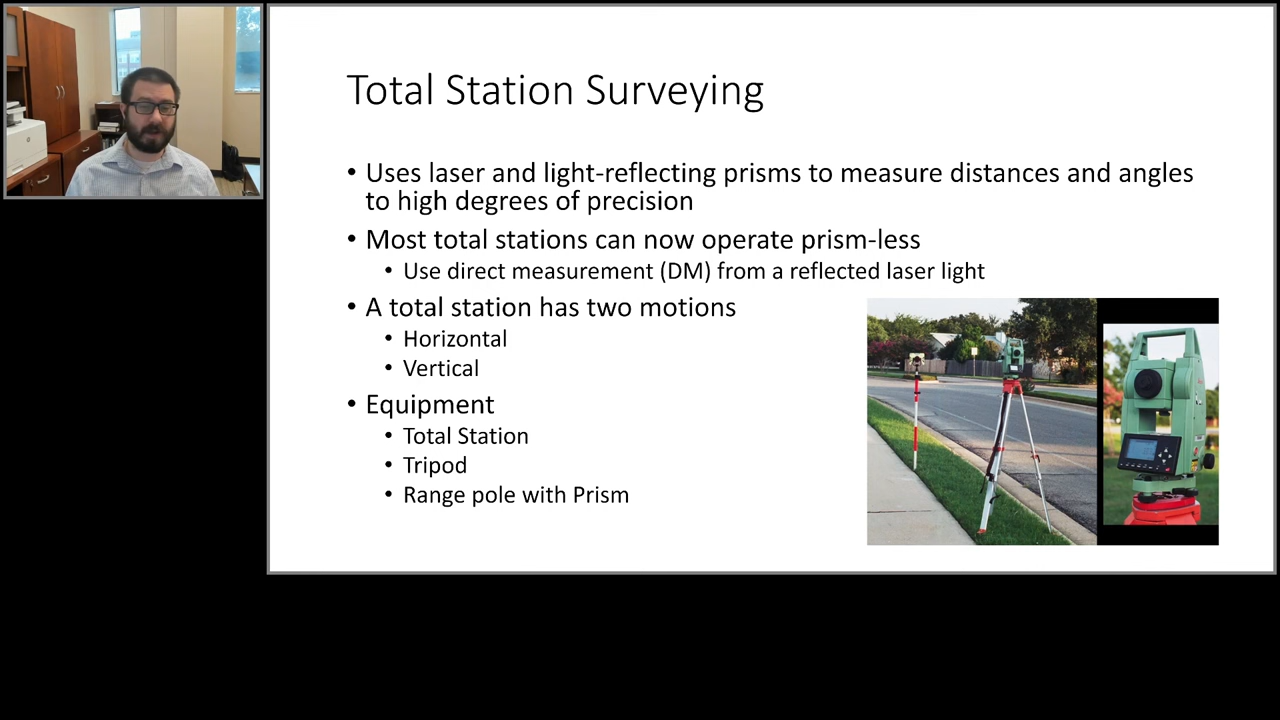 Total Station Surveying
• Uses laser and light-reflecting prisms to measure distances and angles
to high degrees of precision
• Most total stations can now operate prism-less
• Use direct measurement (DM) from a reflected laser light
• A total station has two motions
• Horizontal
• Vertical
• Equipment
• Total Station
• Tripod
• Range pole with Prism